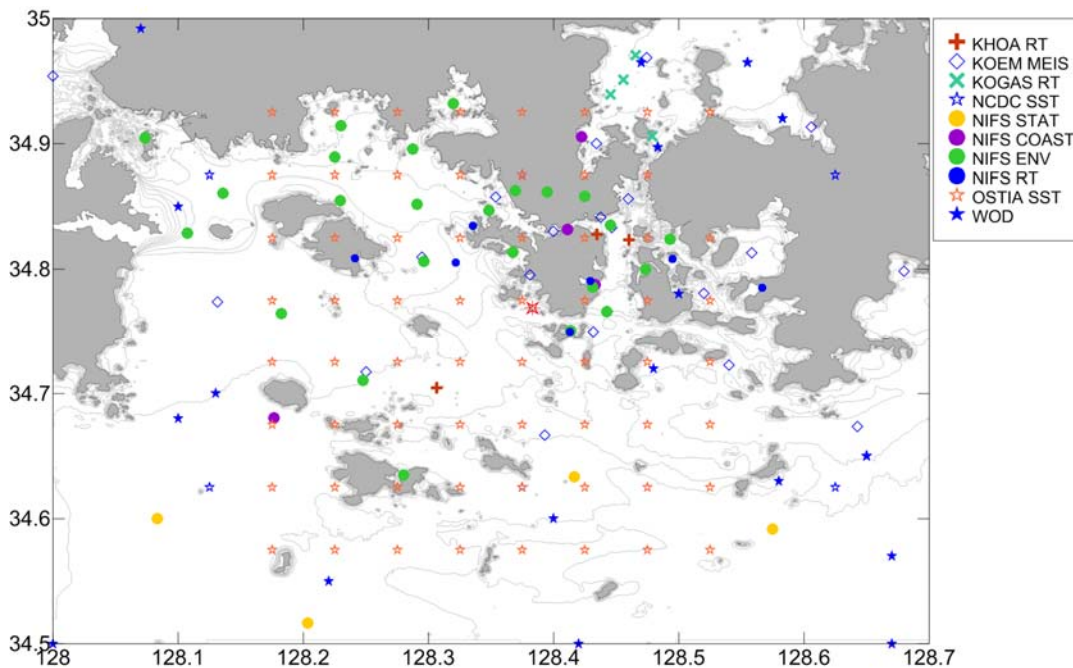 35
34.9
34.8
34.7
34.6
34.5
128
128.1
128.2
128.3
128.4
128.5
128.6
128.7
KHOA RT
KOEM MEIS
KOGAS RT
NCDC SST
NIFS STAT
NIFS COAST
NIFS ENV
NIFS RT
OSTIA SST
WOD